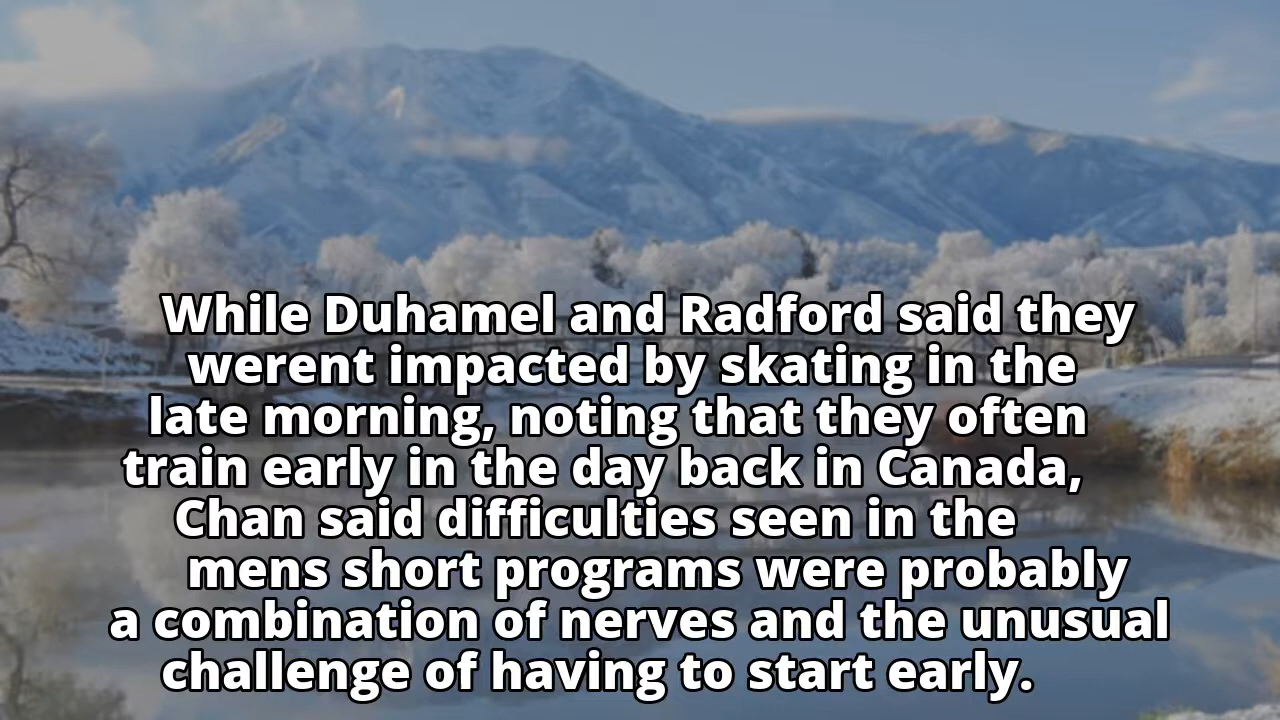 While Duhamel and Radford said they
werent impacted by skating in the
late morning, noting that they often
train early in the day back in Canada,
Chan said difficulties seen in the
mens short programs were probably
a combination of nerves and the unusual
challenge of having to start early.